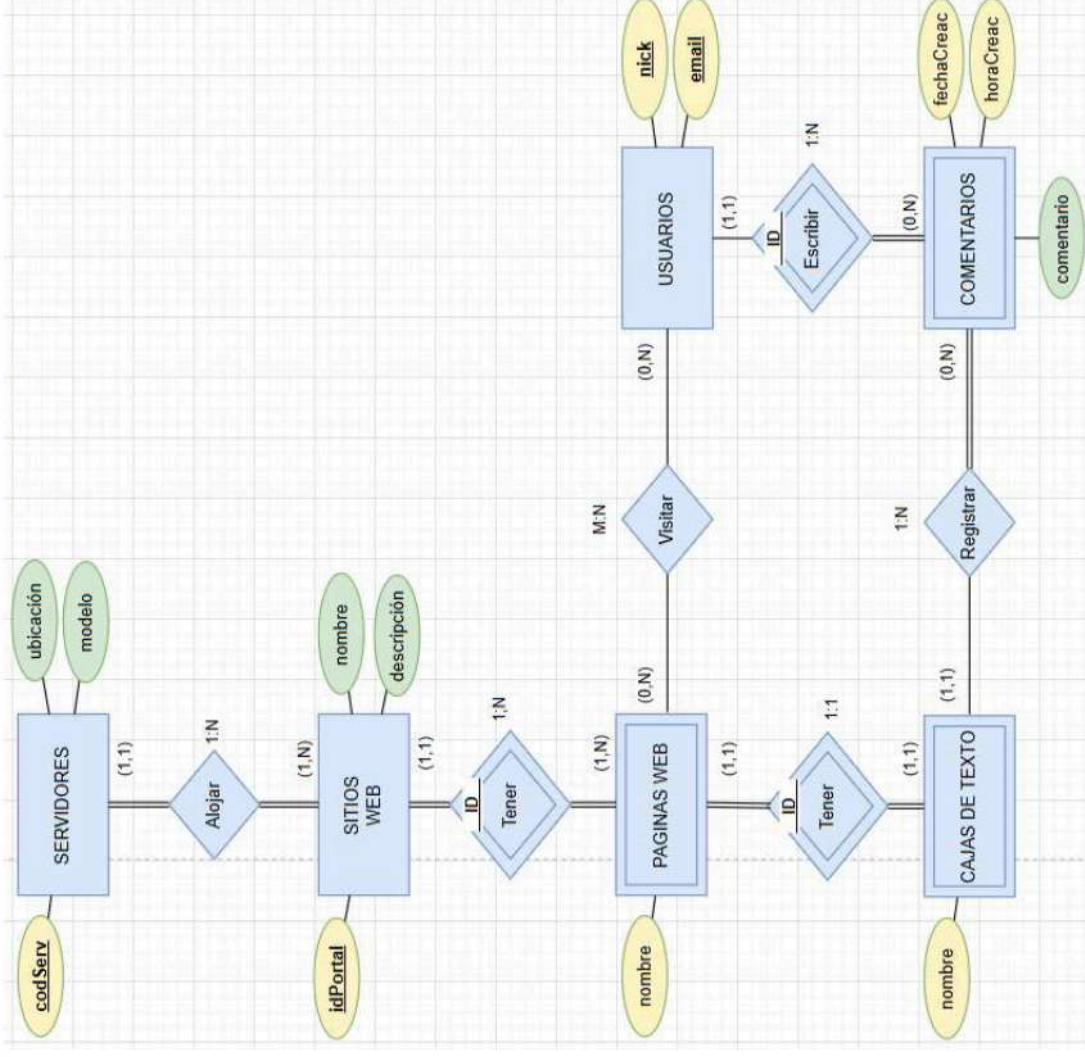 codServ
SERVIDORES
ubicación
modelo
(1,1)
Alojar
1:N
(1,N)
idPortal
SITIOS
WEB
nombre
descripción
(1,1)
ID
Tener
1;N
(1,N)
nombre
PAGINAS WEB
(0,N)
M:N
Visitar
(0,N)
USUARIOS
nick
email
(1,1)
ID
Tener
1:1
(1,1)
(1,1)
ID
Escribir
1:N
(0,N)
nombre
CAJAS DE TEXTO
(1,1)
1:N
Registrar
(0,N)
COMENTARIOS
fechaCreac
horaCreac
comentario